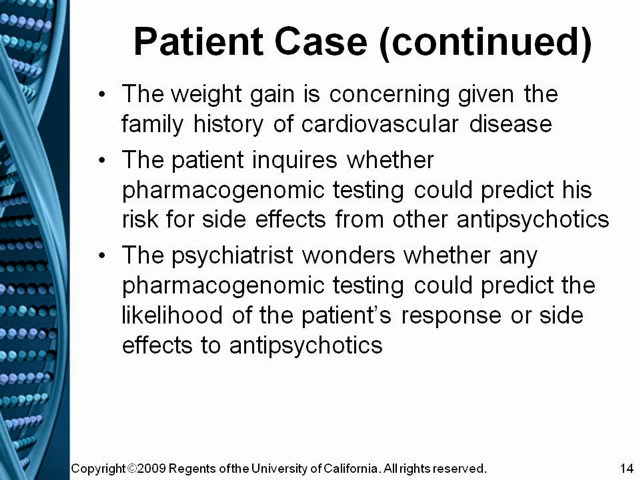 Patient Case (continued)
• The weight gain is concerning given the
family history of cardiovascular disease
• The patient inquires whether
pharmacogenomic testing could predict his
risk for side effects from other antipsychotics
• The psychiatrist wonders whether any
pharmacogenomic testing could predict the
likelihood of the patient’s response or side
effects to antipsychotics
Copyright ©2009 Regents of the University of California. All rights reserved. 14